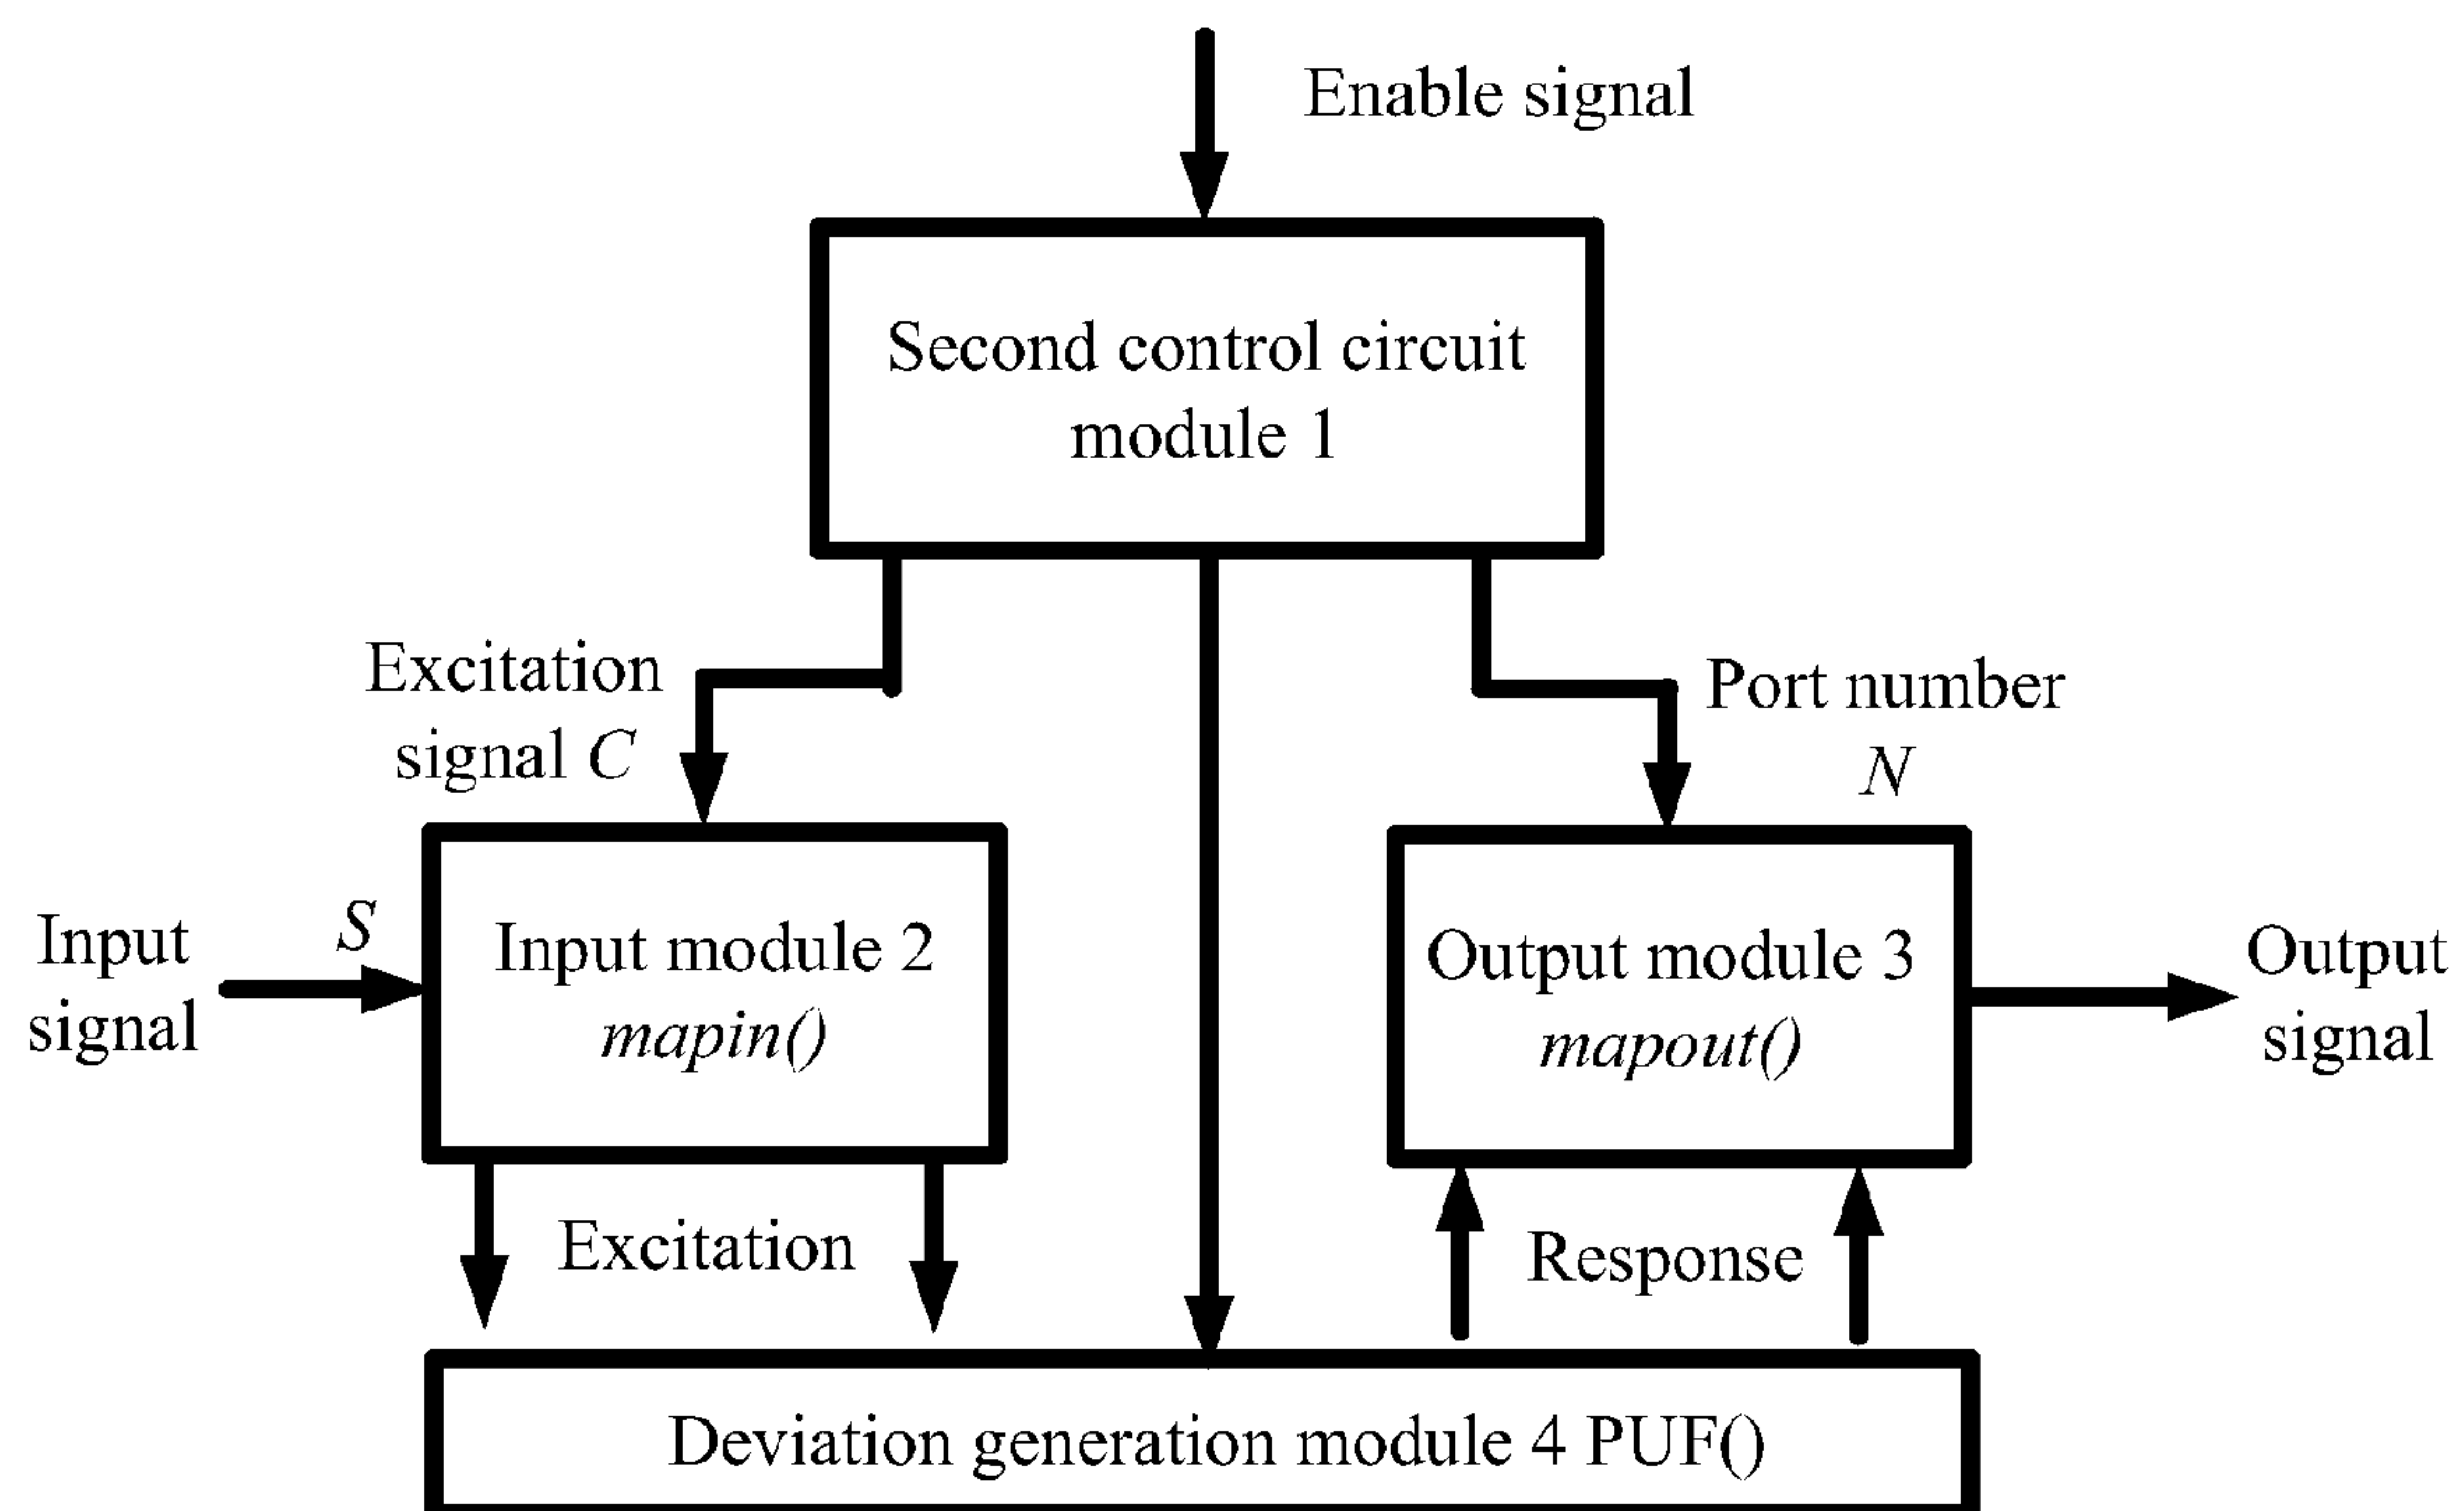 Enable signal
Second control circuit
module 1
Excitation
signal C
Port number
N
Input
signal
S
Input module 2
mapin()
Output module 3
mapout()
Output
signal
Excitation
Response
Deviation generation module 4 PUF()